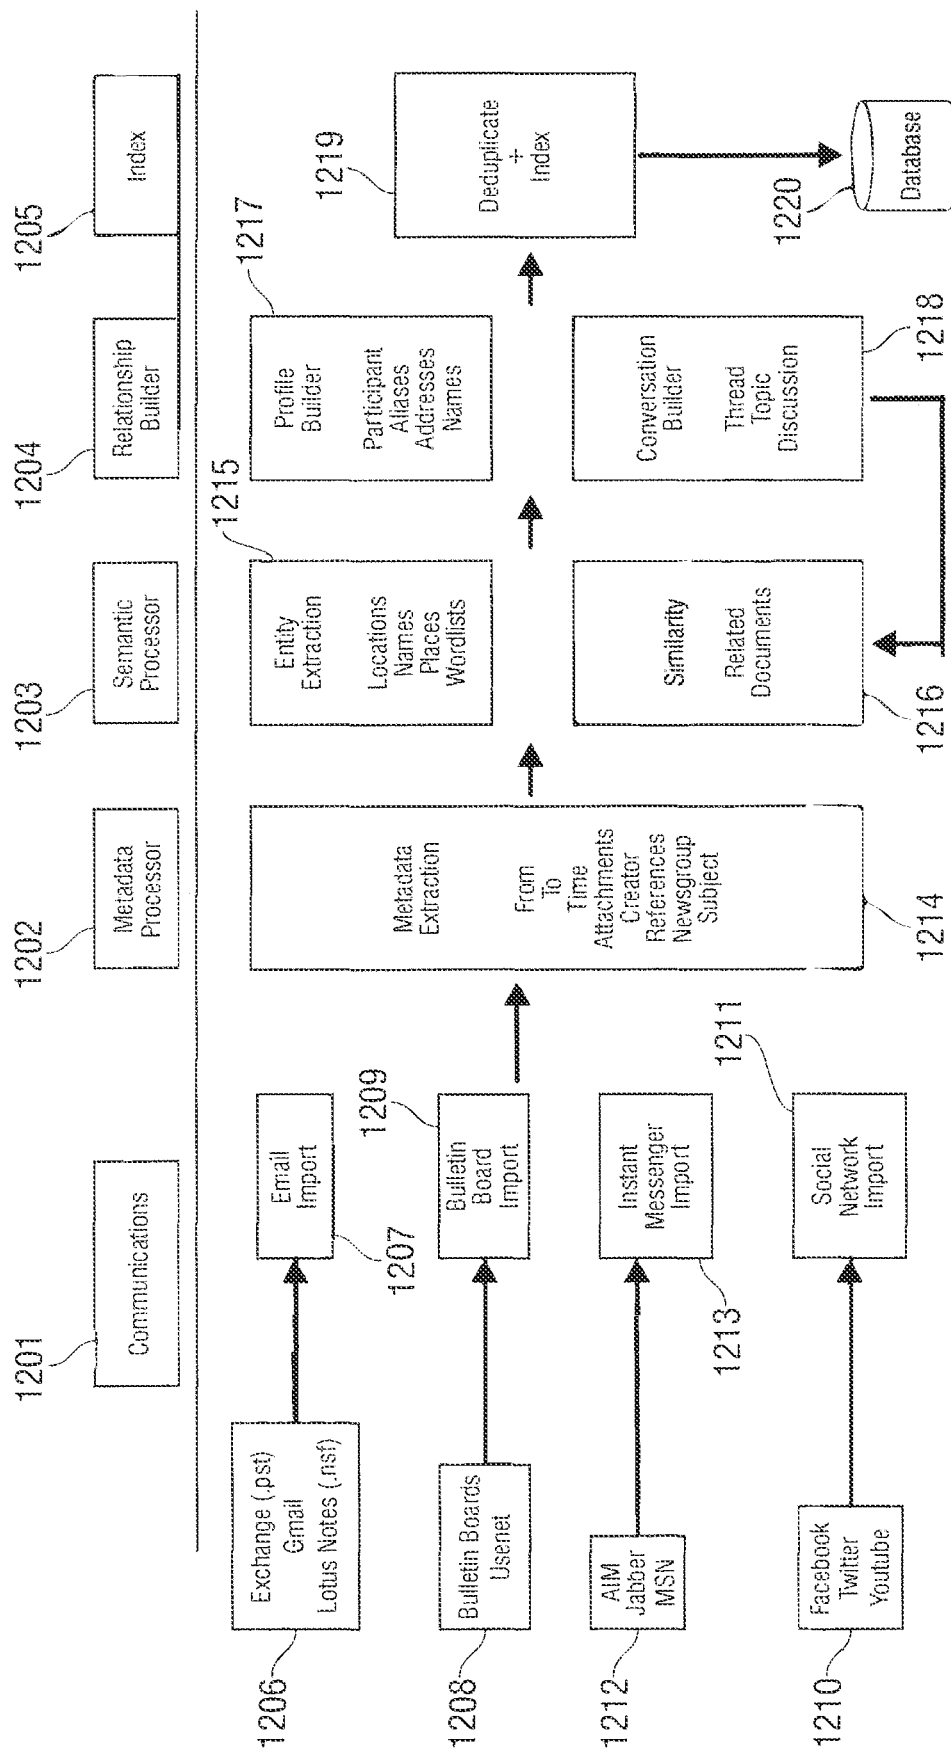 1201
Communications
1202
Metadata
Processor
1203
Semantic
Processor
1204
Relationship
Builder
1205
Index
1206
Exchange (.pst)
Gmail
Lotus Notes (.nsf)
Email
Import
1207
1208
Bulletin Boards
Usenet
1209
Bulletin
Board
Import
1212
AIM
Jabber
MSN
Instant
Messenger
Import
1213
1210
Facebook
Twitter
Youtube
1211
Social
Network
Import
Metadata
Extraction
From
To
Time
Attachments
Creator
References
Newsgroup
Subject
1214
1215
Entity
Extraction
Locations
Names
Places
Wordlists
Similarity
Related
Documents
1216
1217
Profile
Builder
Participant
Aliases
Addresses
Names
Conversation
Builder
Thread
Topic
Discussion
1218
1219
Deduplicate
+
Index
1220
Database